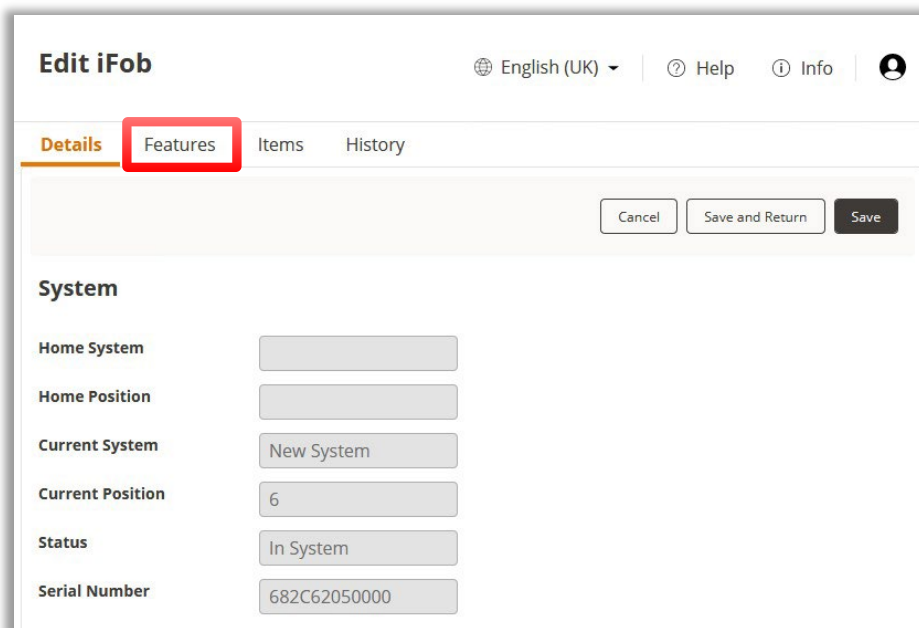 Edit iFob
English (UK) Help Info
Details Features Items History
Cancel Save and Return Save
System
Home System
Home Position
Current System New System
Current Position 6
Status In System
Serial Number 682C62050000